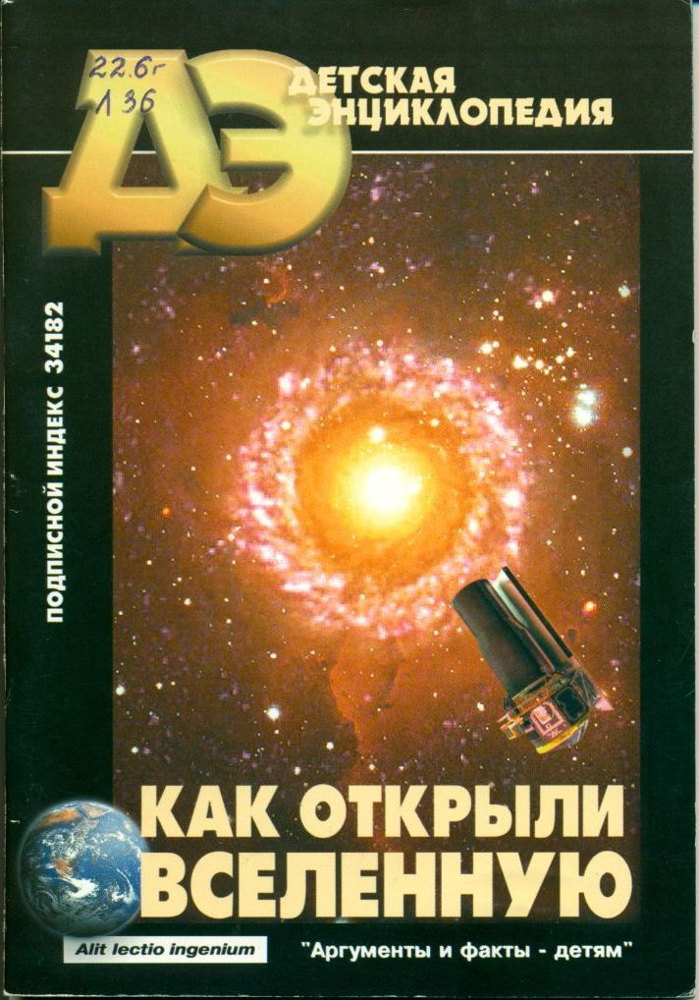 22.6г
Л 36
ДЭ
ДЕТСКАЯ
ЭНЦИКЛОПЕДИЯ
ПОДПИСНОЙ ИНДЕКС 34182
КАК ОТКРЫЛИ
ВСЕЛЕННУЮ
Alit lectio ingenium
"Аргументы и факты - детям"